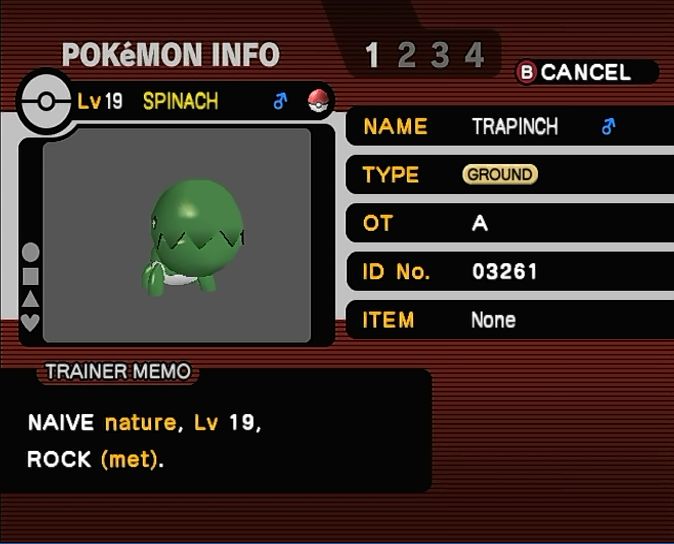 POKéMON INFO
1 2 3 4
B CANCEL
Lv 19 SPINACH ♂
NAME TRAPINCH ♂
TYPE GROUND
OT A
ID No. 03261
ITEM None
TRAINER MEMO
NAIVE nature, Lv 19,
ROCK (met).